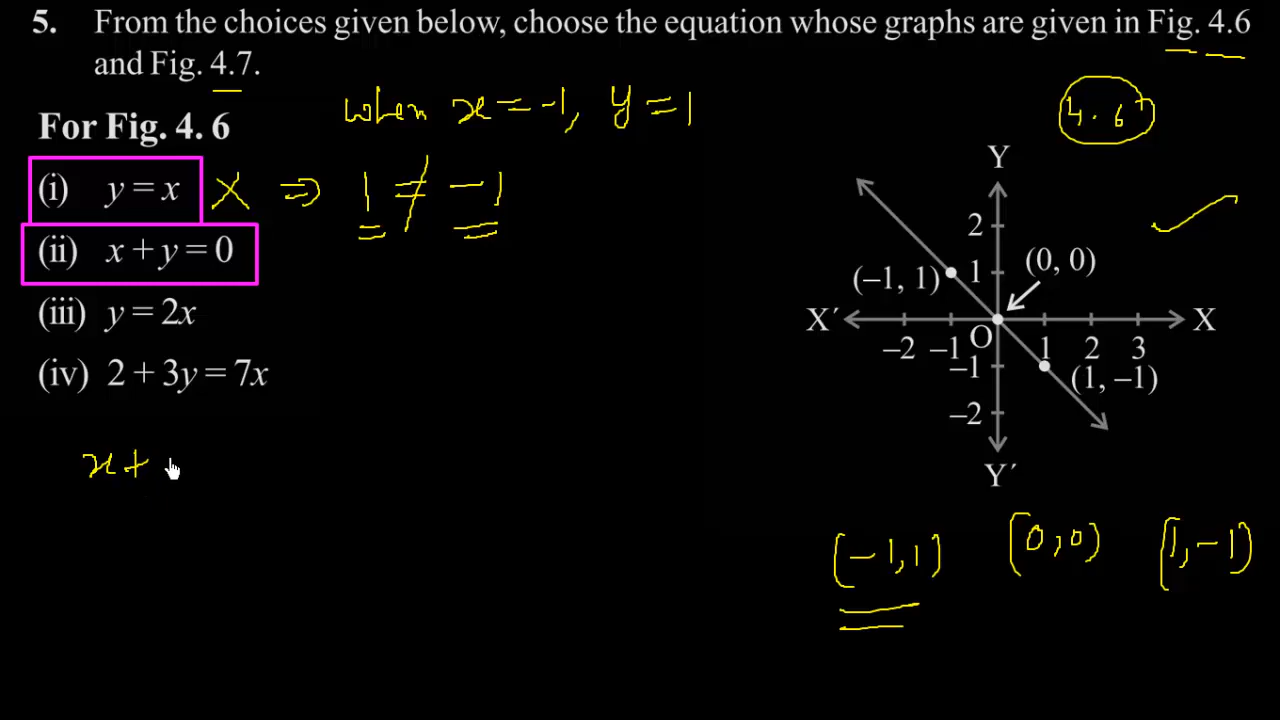 5. From the choices given below, choose the equation whose graphs are given in Fig. 4.6
and Fig. 4.7.
when x = -1, y = 1
4.6
For Fig. 4. 6
(i) y = x X ⇒ 1 ≠ -1
(ii) x + y = 0
(iii) y = 2x
(iv) 2 + 3y = 7x
x +
Y
2
1
(0, 0)
(–1, 1)
X′
O
X
–2 –1 1 2 3
–1
(1, –1)
–2
Y′
(-1,1) (0,0) (1,-1)